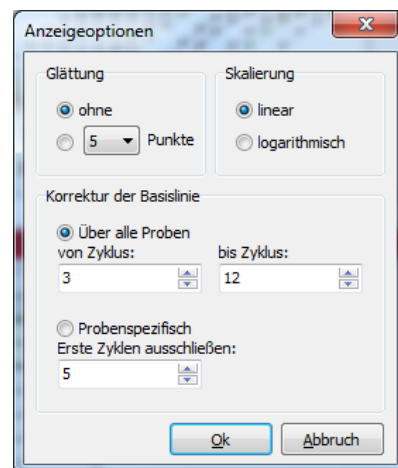 Anzeigeoptionen
Glättung
Skalierung
ohne
linear
5 Punkte
logarithmisch
Korrektur der Basislinie
Über alle Proben
von Zyklus: bis Zyklus:
3 12
Probenspezifisch
Erste Zyklen ausschließen:
5
Ok Abbruch